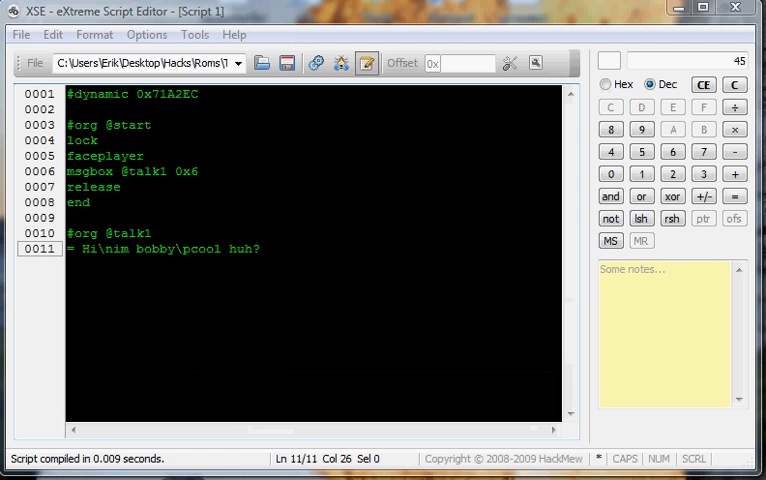 XSE - eXtreme Script Editor - [Script 1]
File Edit Format Options Tools Help
File C:\Users\Erik\Desktop\Hacks\Roms\T Offset 0x
45
Hex Dec CE C
C D E F ÷
8 9 A B ×
4 5 6 7 -
0 1 2 3 +
and or xor +/- =
not lsh rsh ptr ofs
MS MR
Some notes...
0001 #dynamic 0x71A2EC
0002
0003 #org @start
0004 lock
0005 faceplayer
0006 msgbox @talk1 0x6
0007 release
0008 end
0009
0010 #org @talk1
0011 = Hi\nim bobby\pcool huh?
Script compiled in 0.009 seconds. Ln 11/11 Col 26 Sel 0 Copyright © 2008-2009 HackMew * CAPS NUM SCRL